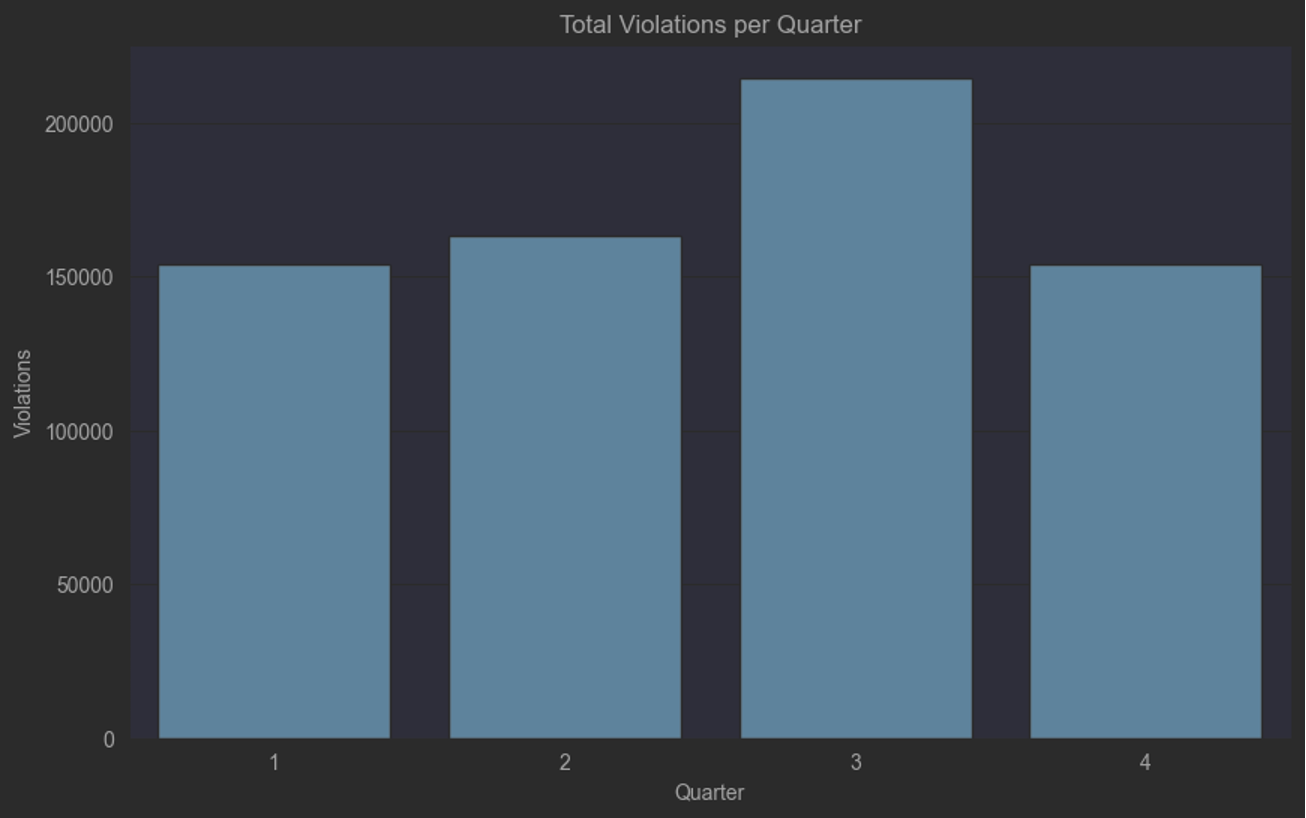 Total Violations per Quarter
Violations
200000
150000
100000
50000
0
1 2 3 4
Quarter